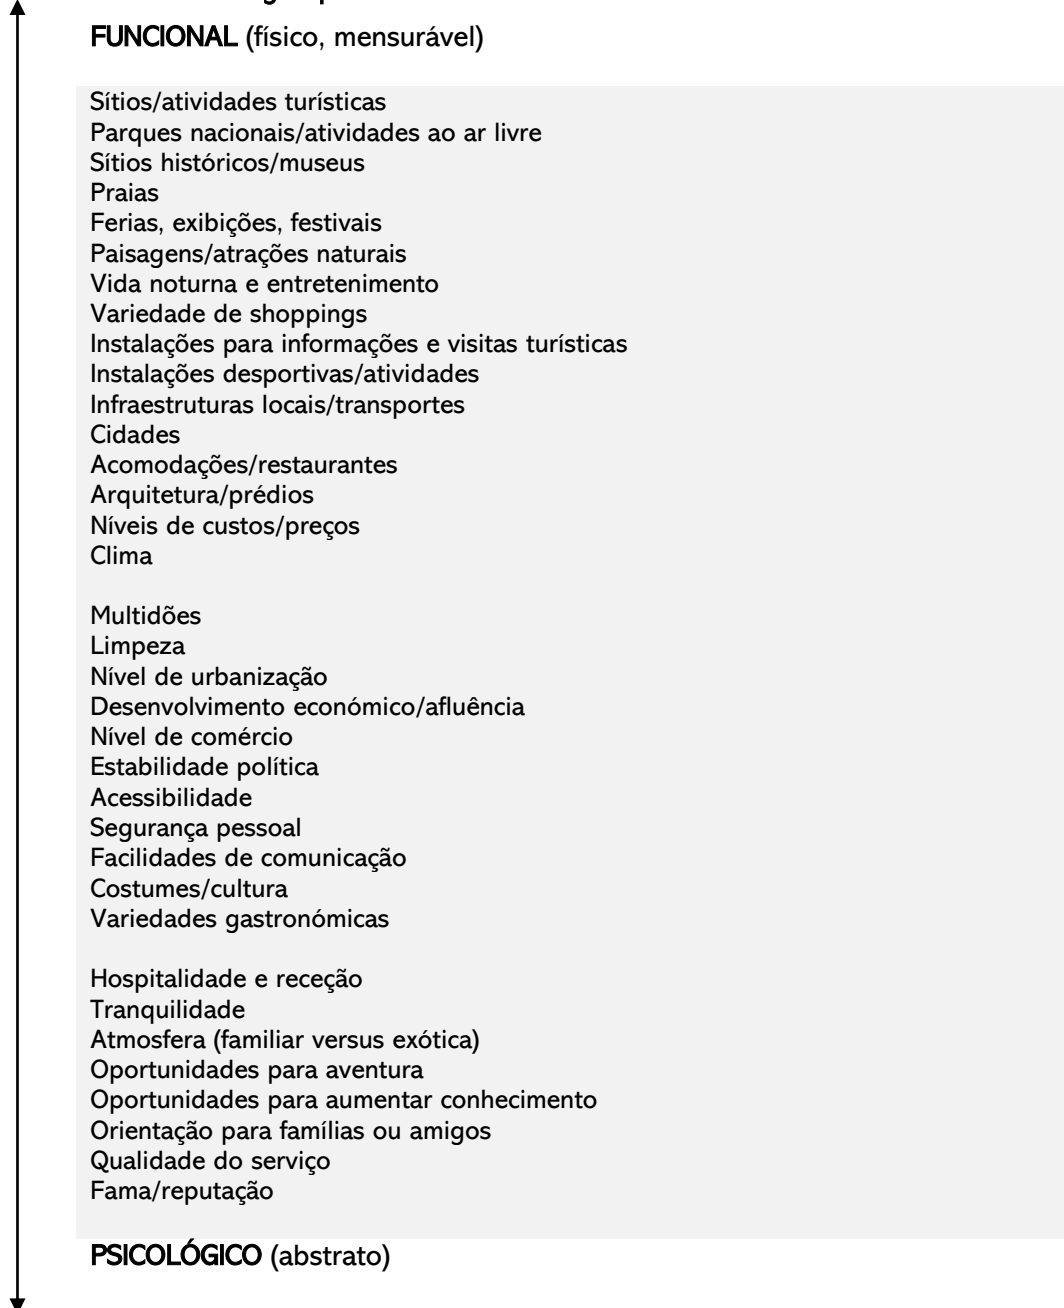 FUNCIONAL (físico, mensurável)
Sítios/atividades turísticas
Parques nacionais/atividades ao ar livre
Sítios históricos/museus
Praias
Ferias, exibições, festivais
Paisagens/atrações naturais
Vida noturna e entretenimento
Variedade de shoppings
Instalações para informações e visitas turísticas
Instalações desportivas/atividades
Infraestruturas locais/transportes
Cidades
Acomodações/restaurantes
Arquitetura/prédios
Níveis de custos/preços
Clima
Multidões
Limpeza
Nível de urbanização
Desenvolvimento económico/afluência
Nível de comércio
Estabilidade política
Acessibilidade
Segurança pessoal
Facilidades de comunicação
Costumes/cultura
Variedades gastronómicas
Hospitalidade e receção
Tranquilidade
Atmosfera (familiar versus exótica)
Oportunidades para aventura
Oportunidades para aumentar conhecimento
Orientação para famílias ou amigos
Qualidade do serviço
Fama/reputação
PSICOLÓGICO (abstrato)